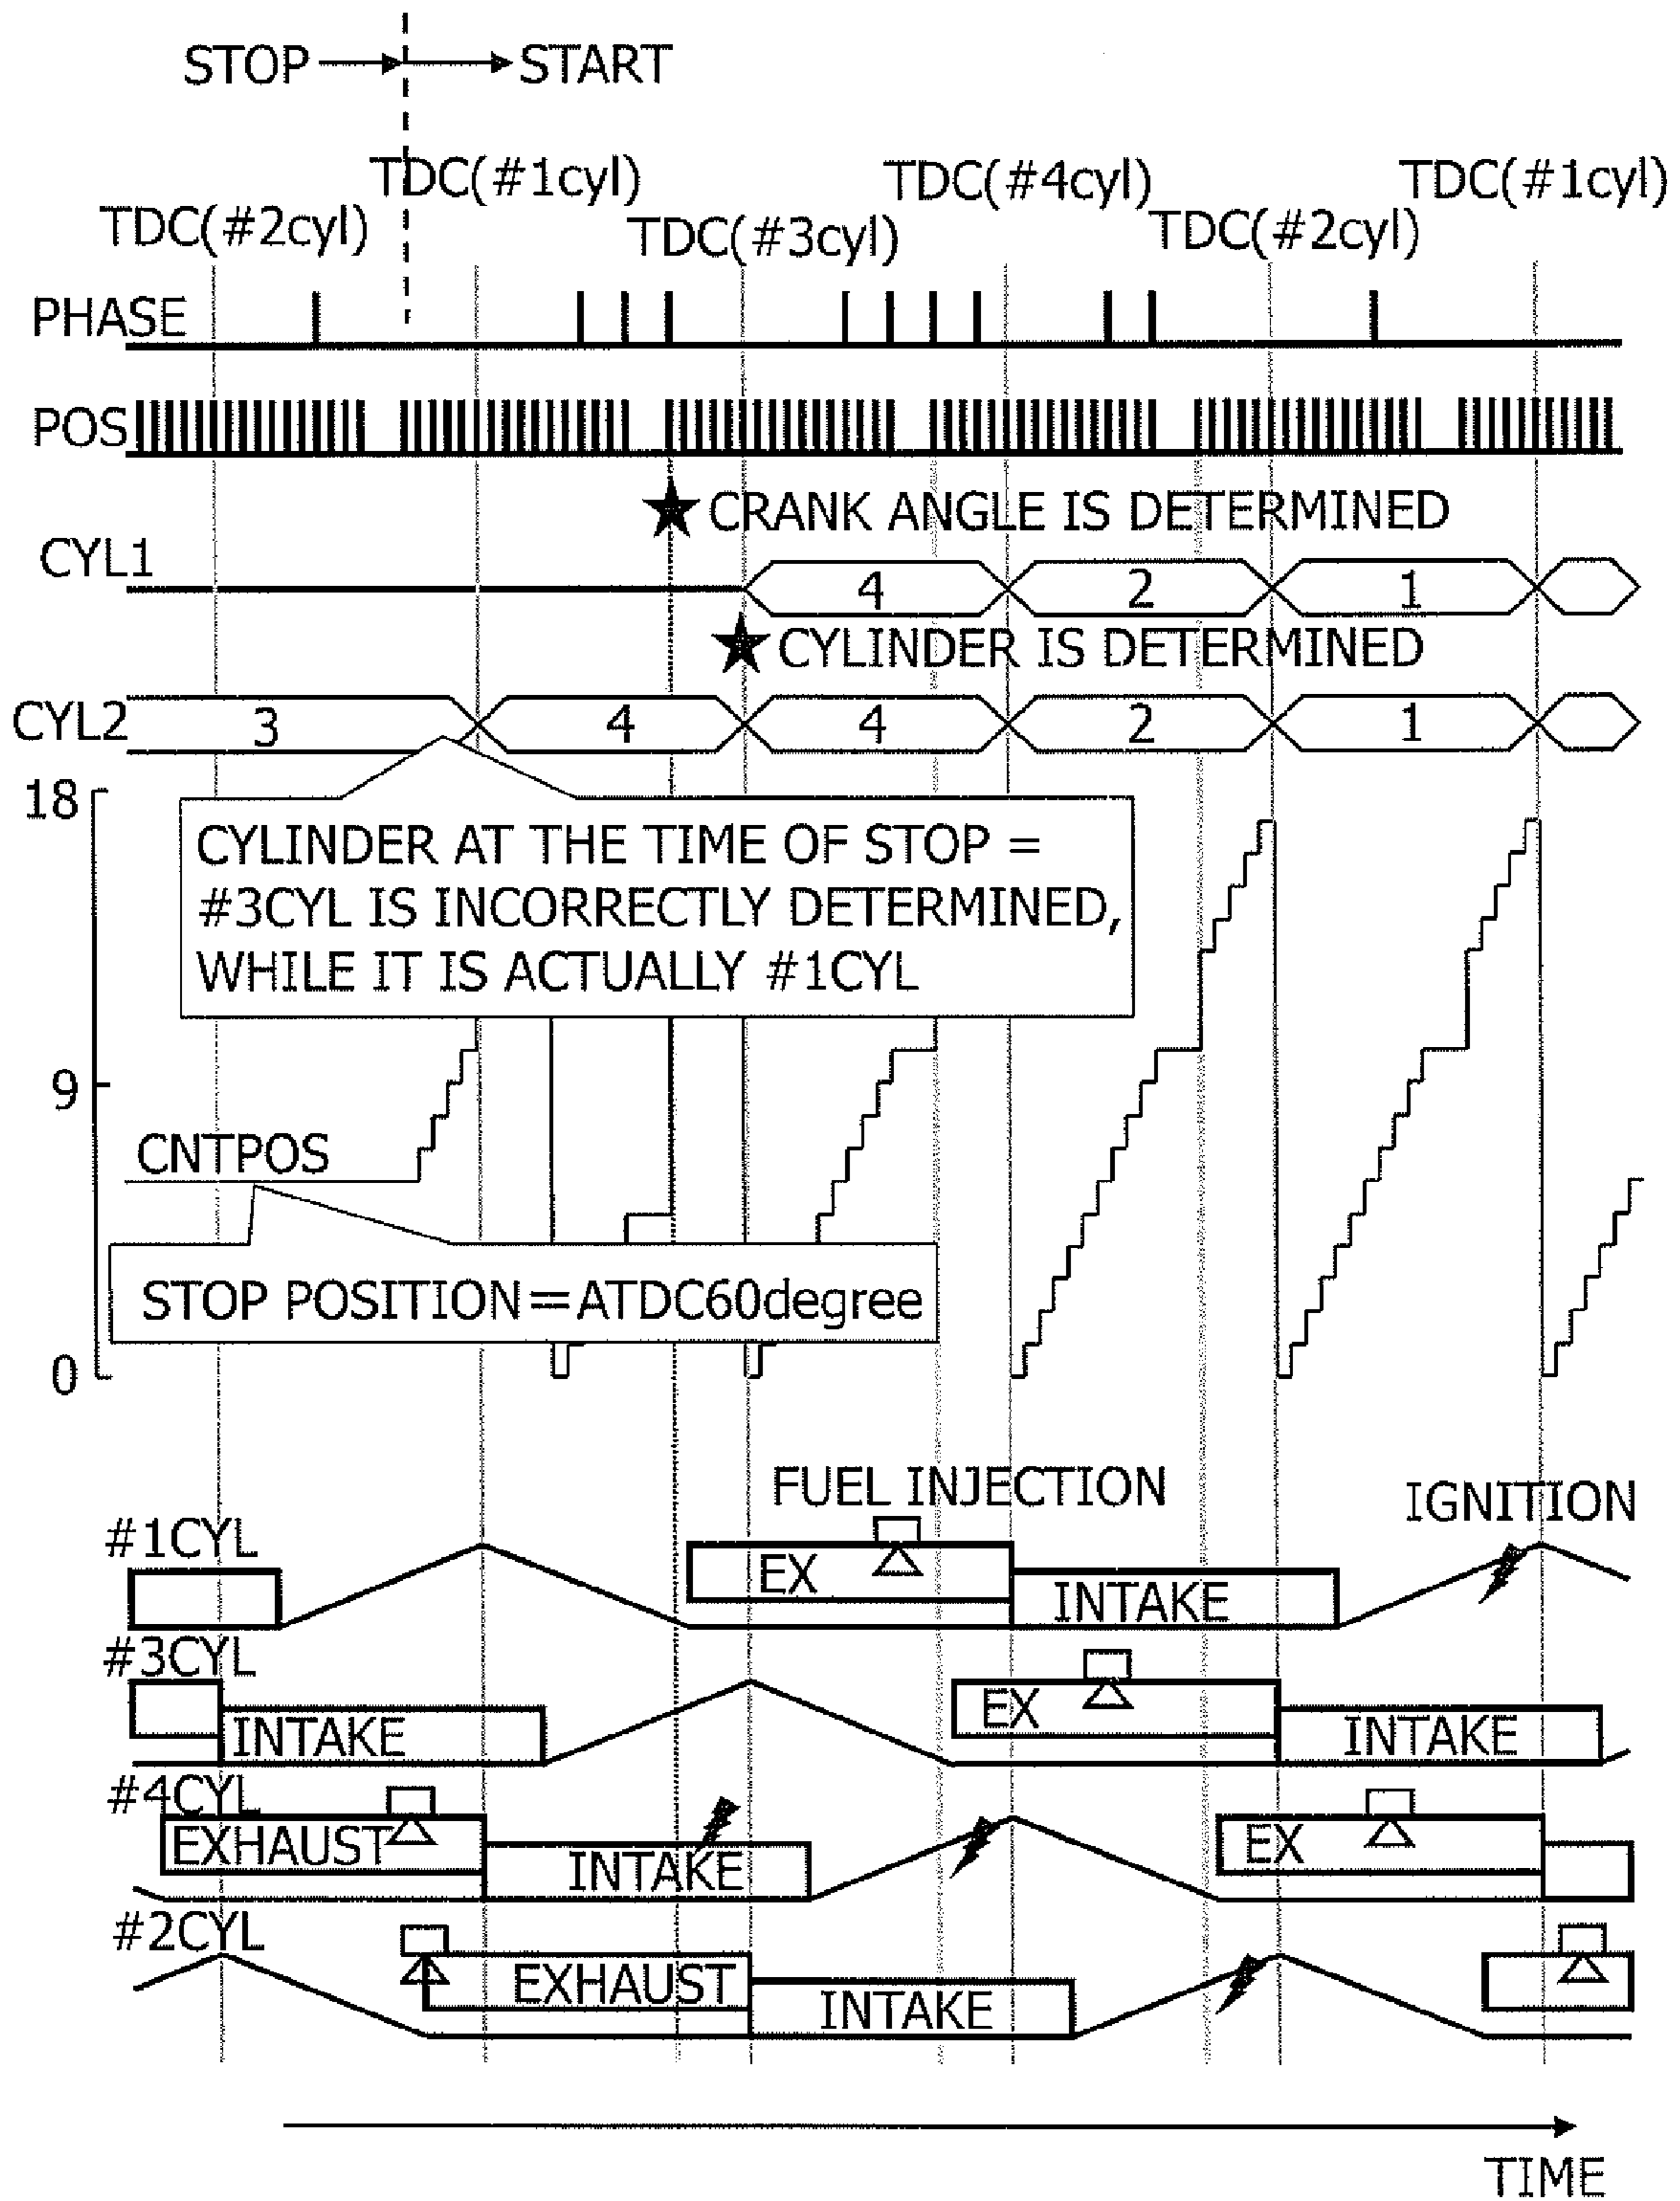 STOP START
TDC(#1cyl) TDC(#4cyl) TDC(#1cyl)
TDC(#2cyl) TDC(#3cyl) TDC(#2cyl)
PHASE
POS
CRANK ANGLE IS DETERMINED
CYL1
4 2 1
CYLINDER IS DETERMINED
CYL2 3 4 4 2 1
18
CYLINDER AT THE TIME OF STOP =
#3CYL IS INCORRECTLY DETERMINED,
WHILE IT IS ACTUALLY #1CYL
9
CNTPOS
STOP POSITION=ATDC60degree
0
FUEL INJECTION IGNITION
#1CYL
EX INTAKE
#3CYL
INTAKE EX INTAKE
#4CYL
EXHAUST INTAKE EX
#2CYL
EXHAUST INTAKE
TIME